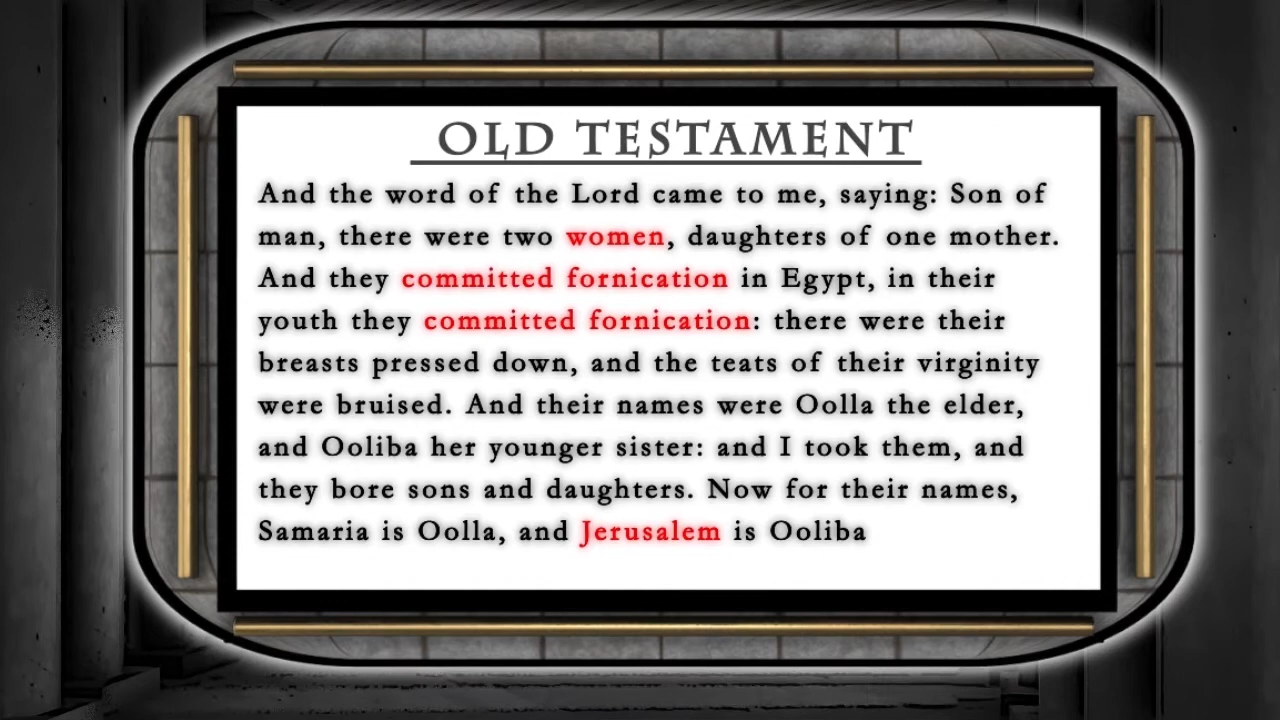 OLD TESTAMENT
And the word of the Lord came to me, saying: Son of
man, there were two women, daughters of one mother.
And they committed fornication in Egypt, in their
youth they committed fornication: there were their
breasts pressed down, and the teats of their virginity
were bruised. And their names were Oolla the elder,
and Ooliba her younger sister: and I took them, and
they bore sons and daughters. Now for their names,
Samaria is Oolla, and Jerusalem is Ooliba